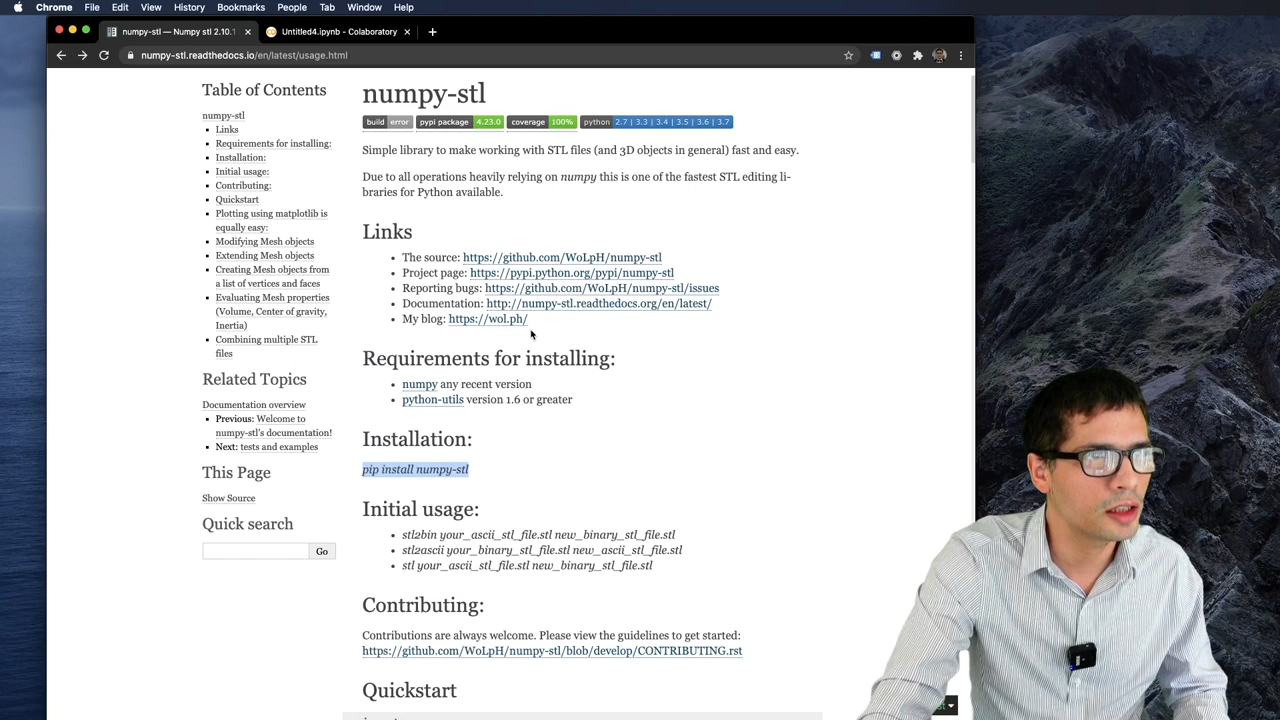 Chrome File Edit View History Bookmarks People Tab Window Help
numpy-stl — Numpy stl 2.10.1
Untitled4.ipynb - Colaboratory
numpy-stl.readthedocs.io/en/latest/usage.html
Table of Contents
numpy-stl
Links
Requirements for installing:
Installation:
Initial usage:
Contributing:
Quickstart
Plotting using matplotlib is
equally easy:
Modifying Mesh objects
Extending Mesh objects
Creating Mesh objects from
a list of vertices and faces
Evaluating Mesh properties
(Volume, Center of gravity,
Inertia)
Combining multiple STL
files
Related Topics
Documentation overview
Previous: Welcome to
numpy-stl's documentation!
Next: tests and examples
This Page
Show Source
Quick search
Go
numpy-stl
build error pypi package 4.23.0 coverage 100% python 2.7 | 3.3 | 3.4 | 3.5 | 3.6 | 3.7
Simple library to make working with STL files (and 3D objects in general) fast and easy.
Due to all operations heavily relying on numpy this is one of the fastest STL editing li-
braries for Python available.
Links
The source: https://github.com/WoLpH/numpy-stl
Project page: https://pypi.python.org/pypi/numpy-stl
Reporting bugs: https://github.com/WoLpH/numpy-stl/issues
Documentation: http://numpy-stl.readthedocs.org/en/latest/
My blog: https://wol.ph/
Requirements for installing:
numpy any recent version
python-utils version 1.6 or greater
Installation:
pip install numpy-stl
Initial usage:
stl2bin your_ascii_stl_file.stl new_binary_stl_file.stl
stl2ascii your_binary_stl_file.stl new_ascii_stl_file.stl
stl your_ascii_stl_file.stl new_binary_stl_file.stl
Contributing:
Contributions are always welcome. Please view the guidelines to get started:
https://github.com/WoLpH/numpy-stl/blob/develop/CONTRIBUTING.rst
Quickstart